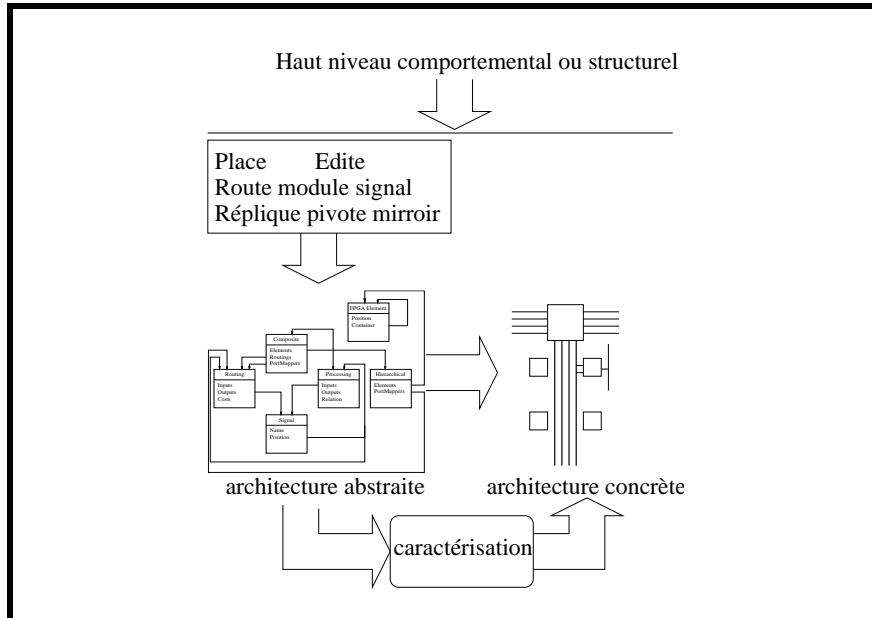 Haut niveau comportemental ou structurel
Place Edite
Route module signal
Réplique pivote mirroir
FPGA Element
Position
Container
Composite
Elements
Routings
PortMappers
Routing
Inputs
Outputs
Costs
Processing
Inputs
Outputs
Relation
Hierarchical
Elements
PortMappers
Signal
Name
Position
architecture abstraite
architecture concrète
caractérisation